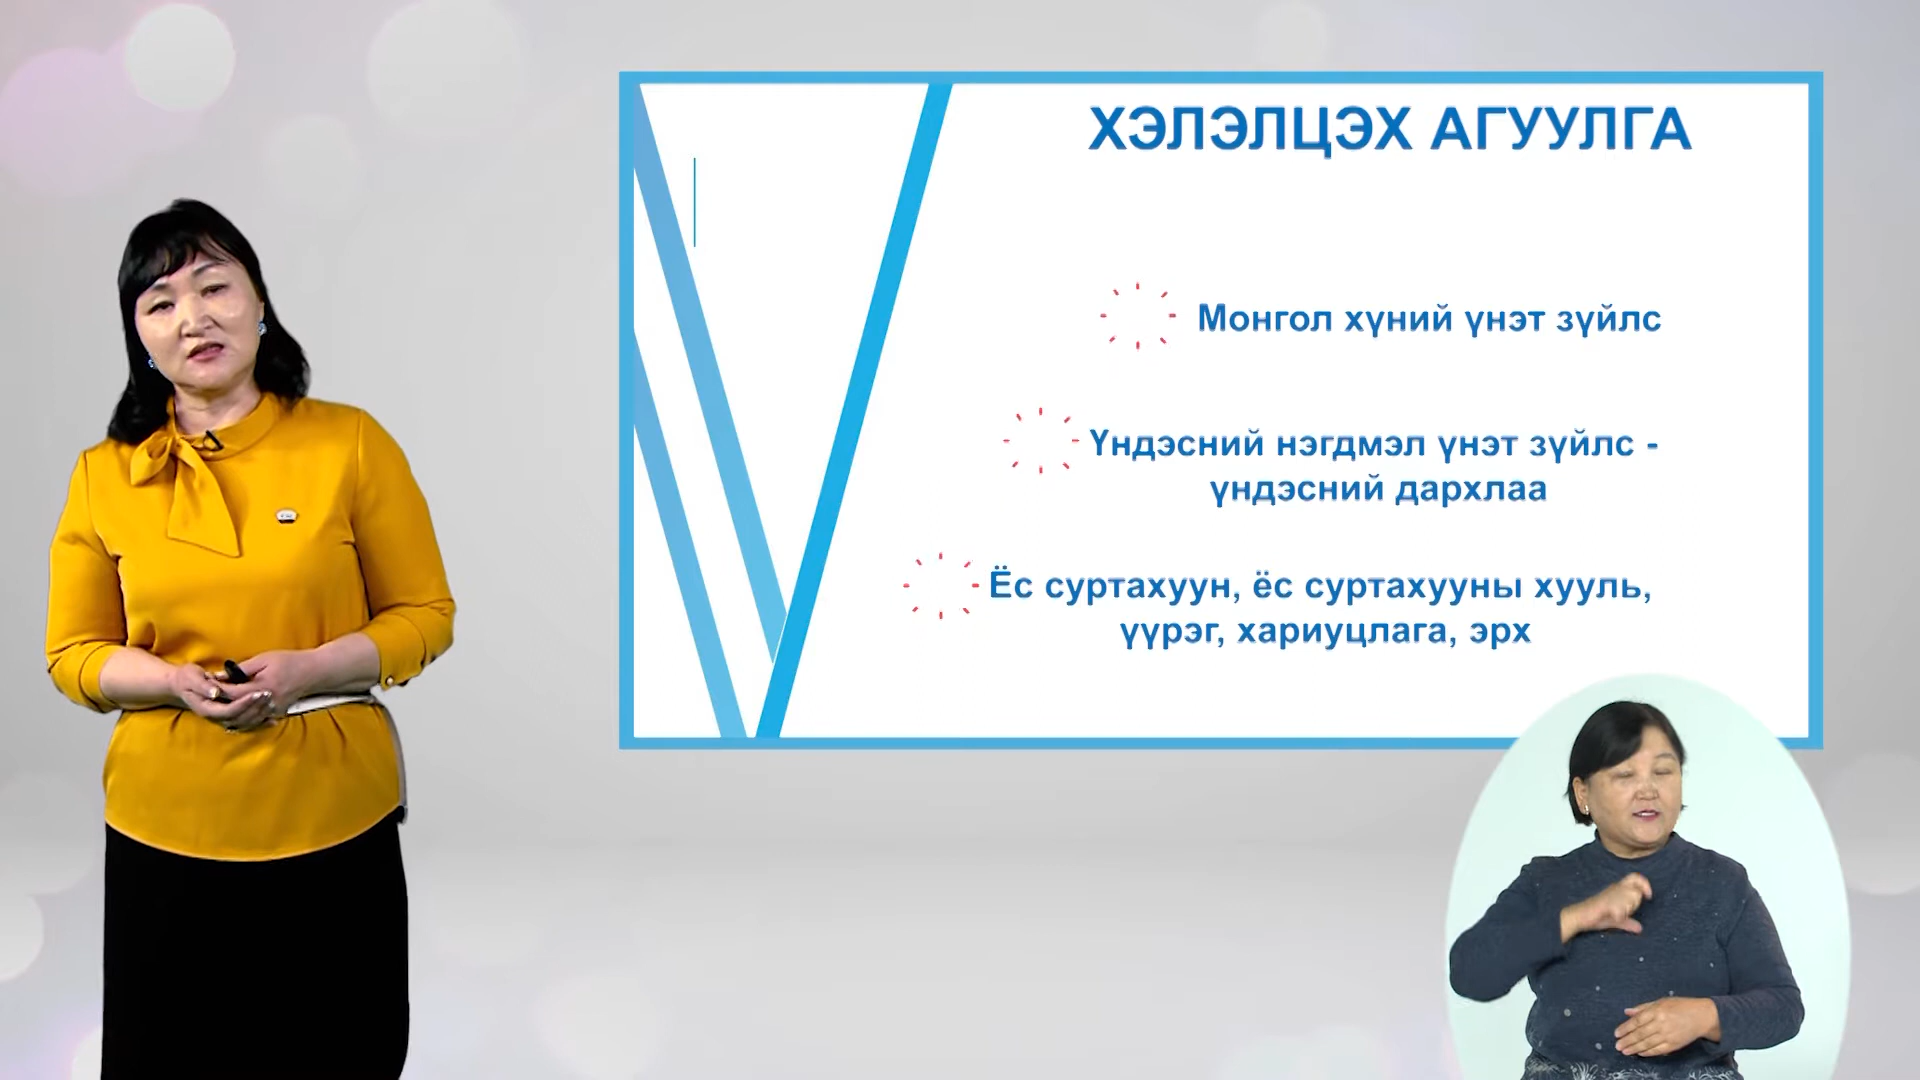 ХЭЛЭЛЦЭХ АГУУЛГА
Монгол хүний үнэт зүйлс
Үндэсний нэгдмэл үнэт зүйлс -
үндэсний дархлаа
Ёс суртахуун, ёс суртахууны хууль,
үүрэг, хариуцлага, эрх